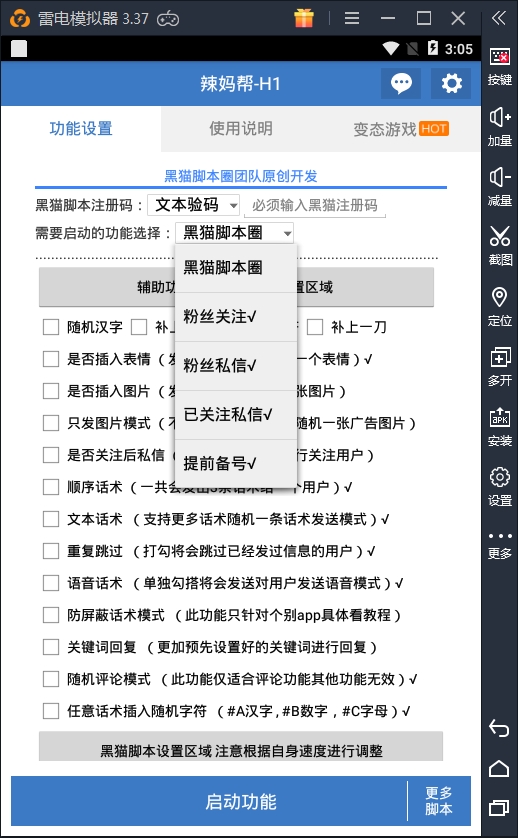 雷电模拟器 3.37
3:05
辣妈帮-H1
功能设置 使用说明 变态游戏 HOT
黑猫脚本圈团队原创开发
黑猫脚本注册码： 文本验码 必须输入黑猫注册码
需要启动的功能选择： 黑猫脚本圈
黑猫脚本圈
粉丝关注√
粉丝私信√
已关注私信√
提前备号√
辅助功 置区域
随机汉字 补上 补上一刀
是否插入表情（发 一个表情）√
是否插入图片（发 张图片）
只发图片模式（不 随机一张广告图片）
是否关注后私信（ 行关注用户）
顺序话术（一共会发出3条话术给一个用户）√
文本话术（支持更多话术随机一条话术发送模式）√
重复跳过（打勾将会跳过已经发过信息的用户）√
语音话术（单独勾搭将会发送对用户发送语音模式）√
防屏蔽话术模式（此功能只针对个别app具体看教程）
关键词回复（更加预先设置好的关键词进行回复）
随机评论模式（此功能仅适合评论功能其他功能无效）√
任意话术插入随机字符（#A汉字,#B数字，#C字母）√
黑猫脚本设置区域 注意根据自身速度进行调整
启动功能 更多
脚本
按键
加量
减量
截图
定位
多开
APK
安装
设置
更多